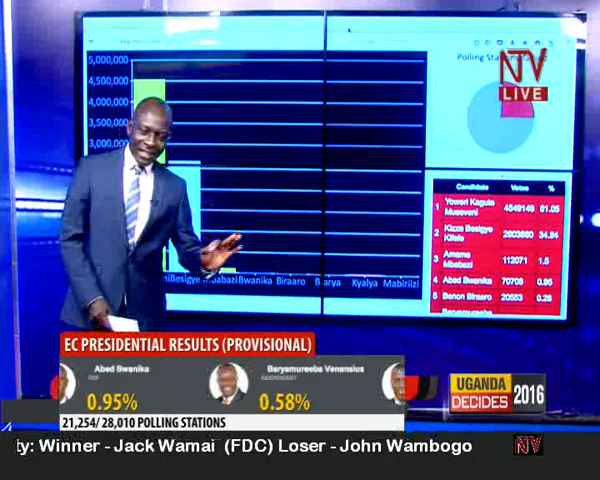 5,000,000
4,500,000
4,000,000
3,500,000
3,000,000
Besigye
Bwanika Biraaro
Kyalya Mabiriizi
NTV
LIVE
Candidate Votes %
1 Yoweri Kaguta Museveni 4549148 61.05
2 Kizza Besigye Kifefe 2603680 34.94
3 Amama Mbabazi 112071 1.5
4 Abed Bwanika 70708 0.95
5 Benon Biraaro 20553 0.28
EC PRESIDENTIAL RESULTS (PROVISIONAL)
Abed Bwanika
PDP
0.95%
Baryamureeba Venansius
INDEPENDENT
0.58%
21,254/ 28,010 POLLING STATIONS
UGANDA
DECIDES
2016
ty: Winner - Jack Wamai (FDC) Loser - John Wambogo
NTV